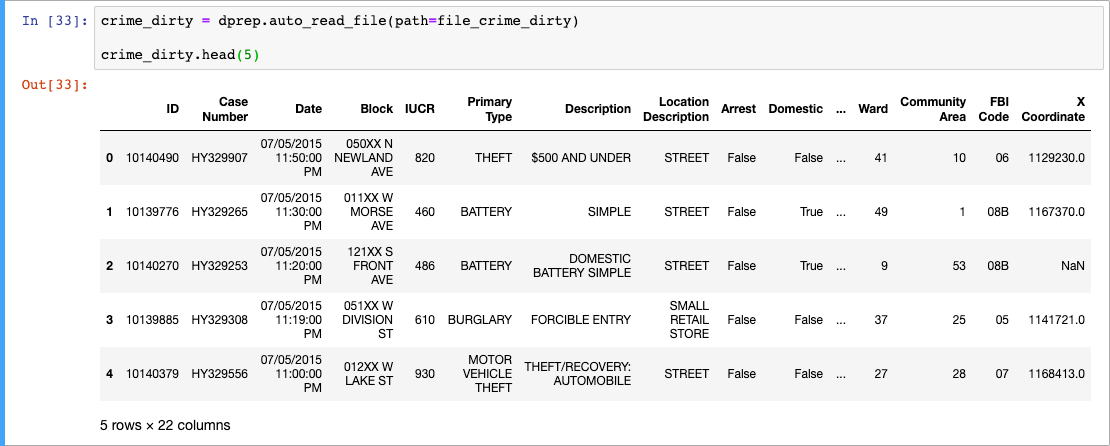 In [33]: crime_dirty = dprep.auto_read_file(path=file_crime_dirty)
crime_dirty.head(5)
Out[33]:
ID Case Number Date Block IUCR Primary Type Description Location Description Arrest Domestic ... Ward Community Area FBI Code X Coordinate
0 10140490 HY329907 07/05/2015 11:50:00 PM 050XX N NEWLAND AVE 820 THEFT $500 AND UNDER STREET False False ... 41 10 06 1129230.0
1 10139776 HY329265 07/05/2015 11:30:00 PM 011XX W MORSE AVE 460 BATTERY SIMPLE STREET False True ... 49 1 08B 1167370.0
2 10140270 HY329253 07/05/2015 11:20:00 PM 121XX S FRONT AVE 486 BATTERY DOMESTIC BATTERY SIMPLE STREET False True ... 9 53 08B NaN
3 10139885 HY329308 07/05/2015 11:19:00 PM 051XX W DIVISION ST 610 BURGLARY FORCIBLE ENTRY SMALL RETAIL STORE False False ... 37 25 05 1141721.0
4 10140379 HY329556 07/05/2015 11:00:00 PM 012XX W LAKE ST 930 MOTOR VEHICLE THEFT THEFT/RECOVERY: AUTOMOBILE STREET False False ... 27 28 07 1168413.0
5 rows × 22 columns